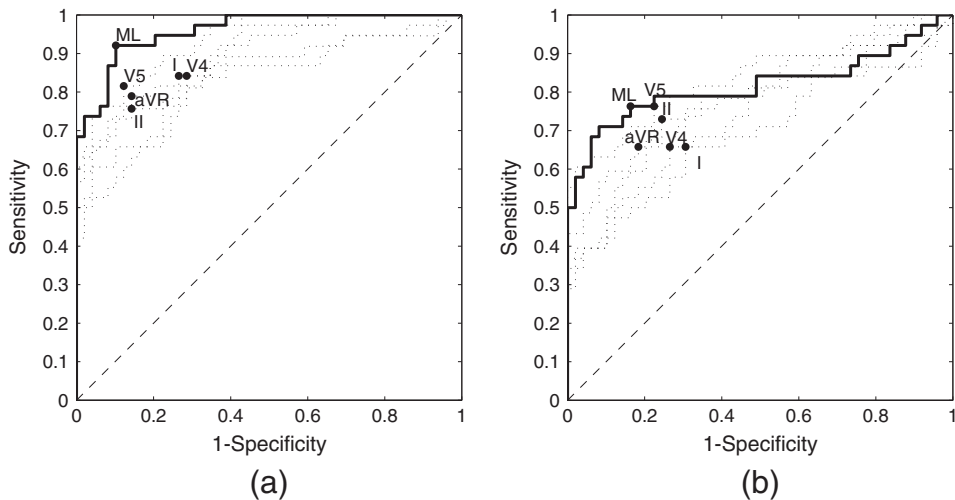 1
0.9
0.8
0.7
0.6
0.5
0.4
0.3
0.2
0.1
0
Sensitivity
ML
V5
I V4
aVR
II
0 0.2 0.4 0.6 0.8 1
1-Specificity
(a)
1
0.9
0.8
0.7
0.6
0.5
0.4
0.3
0.2
0.1
0
Sensitivity
ML V5
II
aVR V4
I
0 0.2 0.4 0.6 0.8 1
1-Specificity
(b)